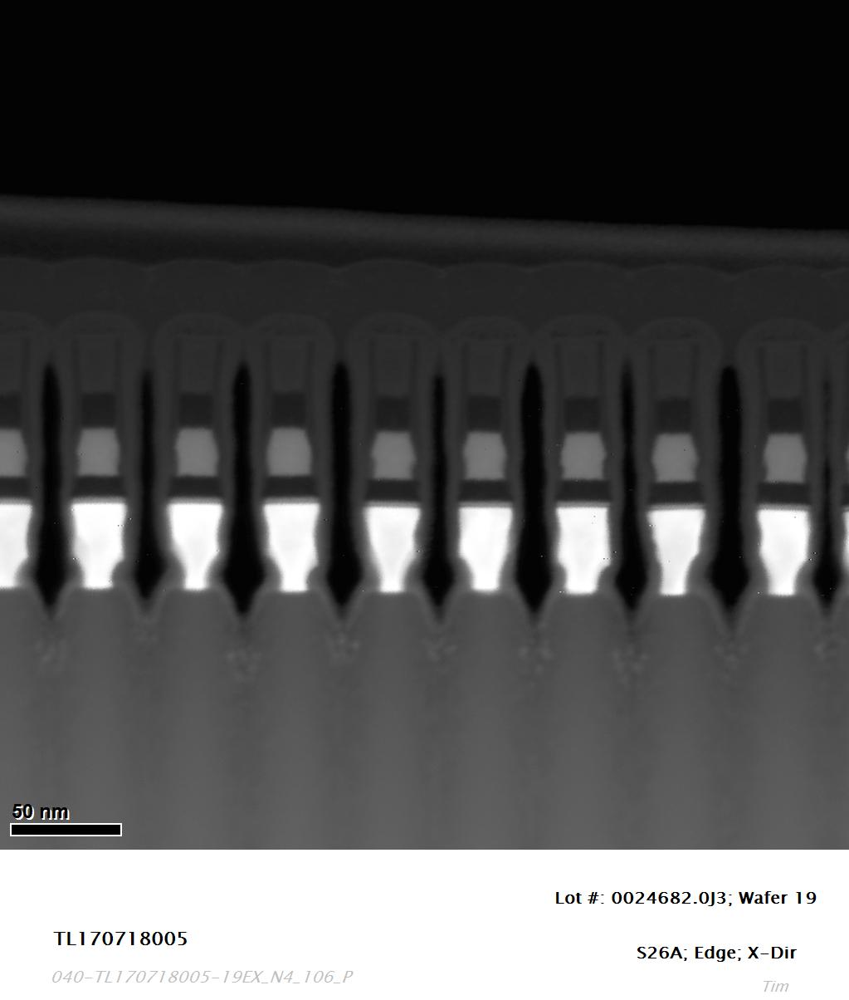 50 nm
Lot #: 0024682.0J3; Wafer 19
TL170718005
S26A; Edge; X-Dir
040-TL170718005-19EX_N4_106_P
Tim